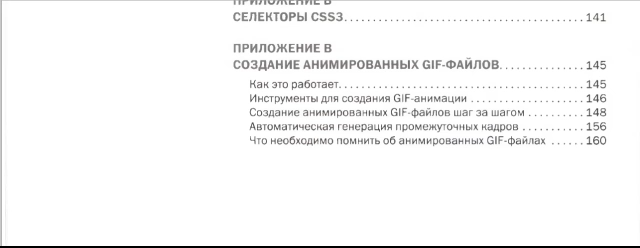 ПРИЛОЖЕНИЕ Б
СЕЛЕКТОРЫ CSS3. . . . . . . . . . . . . . . . . . . . . . . . . . . . . . . . . . . . 141
ПРИЛОЖЕНИЕ В
СОЗДАНИЕ АНИМИРОВАННЫХ GIF-ФАЙЛОВ. . . . . . . . . . . . . 145
Как это работает. . . . . . . . . . . . . . . . . . . . . . . . . . . . . . . . . . . . . . 145
Инструменты для создания GIF-анимации . . . . . . . . . . . . . . . . . 146
Создание анимированных GIF-файлов шаг за шагом . . . . . . . . . 148
Автоматическая генерация промежуточных кадров . . . . . . . . . . 156
Что необходимо помнить об анимированных GIF-файлах . . . . . . 160